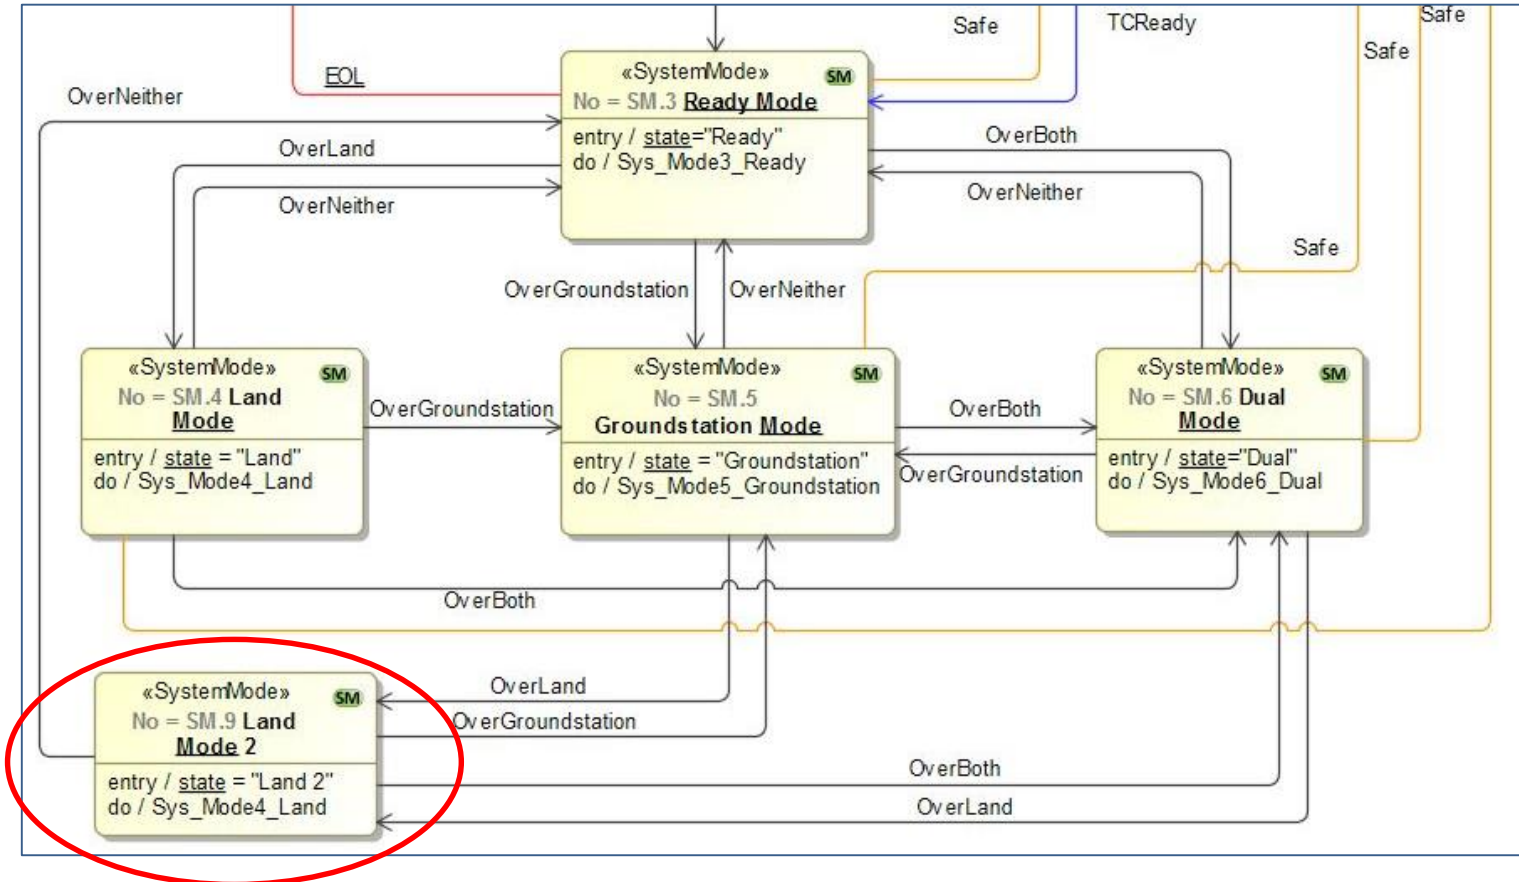 Safe
Safe
TCReady
Safe
EOL
OverNeither
«SystemMode»
SM
No = SM.3 Ready Mode
entry / state="Ready"
do / Sys_Mode3_Ready
OverLand
OverNeither
OverBoth
OverNeither
Safe
OverGroundstation
OverNeither
«SystemMode»
SM
No = SM.4 Land
Mode
entry / state = "Land"
do / Sys_Mode4_Land
OverGroundstation
«SystemMode»
SM
No = SM.5
Groundstation Mode
entry / state = "Groundstation"
do / Sys_Mode5_Groundstation
OverBoth
OverGroundstation
«SystemMode»
SM
No = SM.6 Dual
Mode
entry / state="Dual"
do / Sys_Mode6_Dual
OverBoth
«SystemMode»
SM
No = SM.9 Land
Mode 2
entry / state = "Land 2"
do / Sys_Mode4_Land
OverLand
OverGroundstation
OverBoth
OverLand